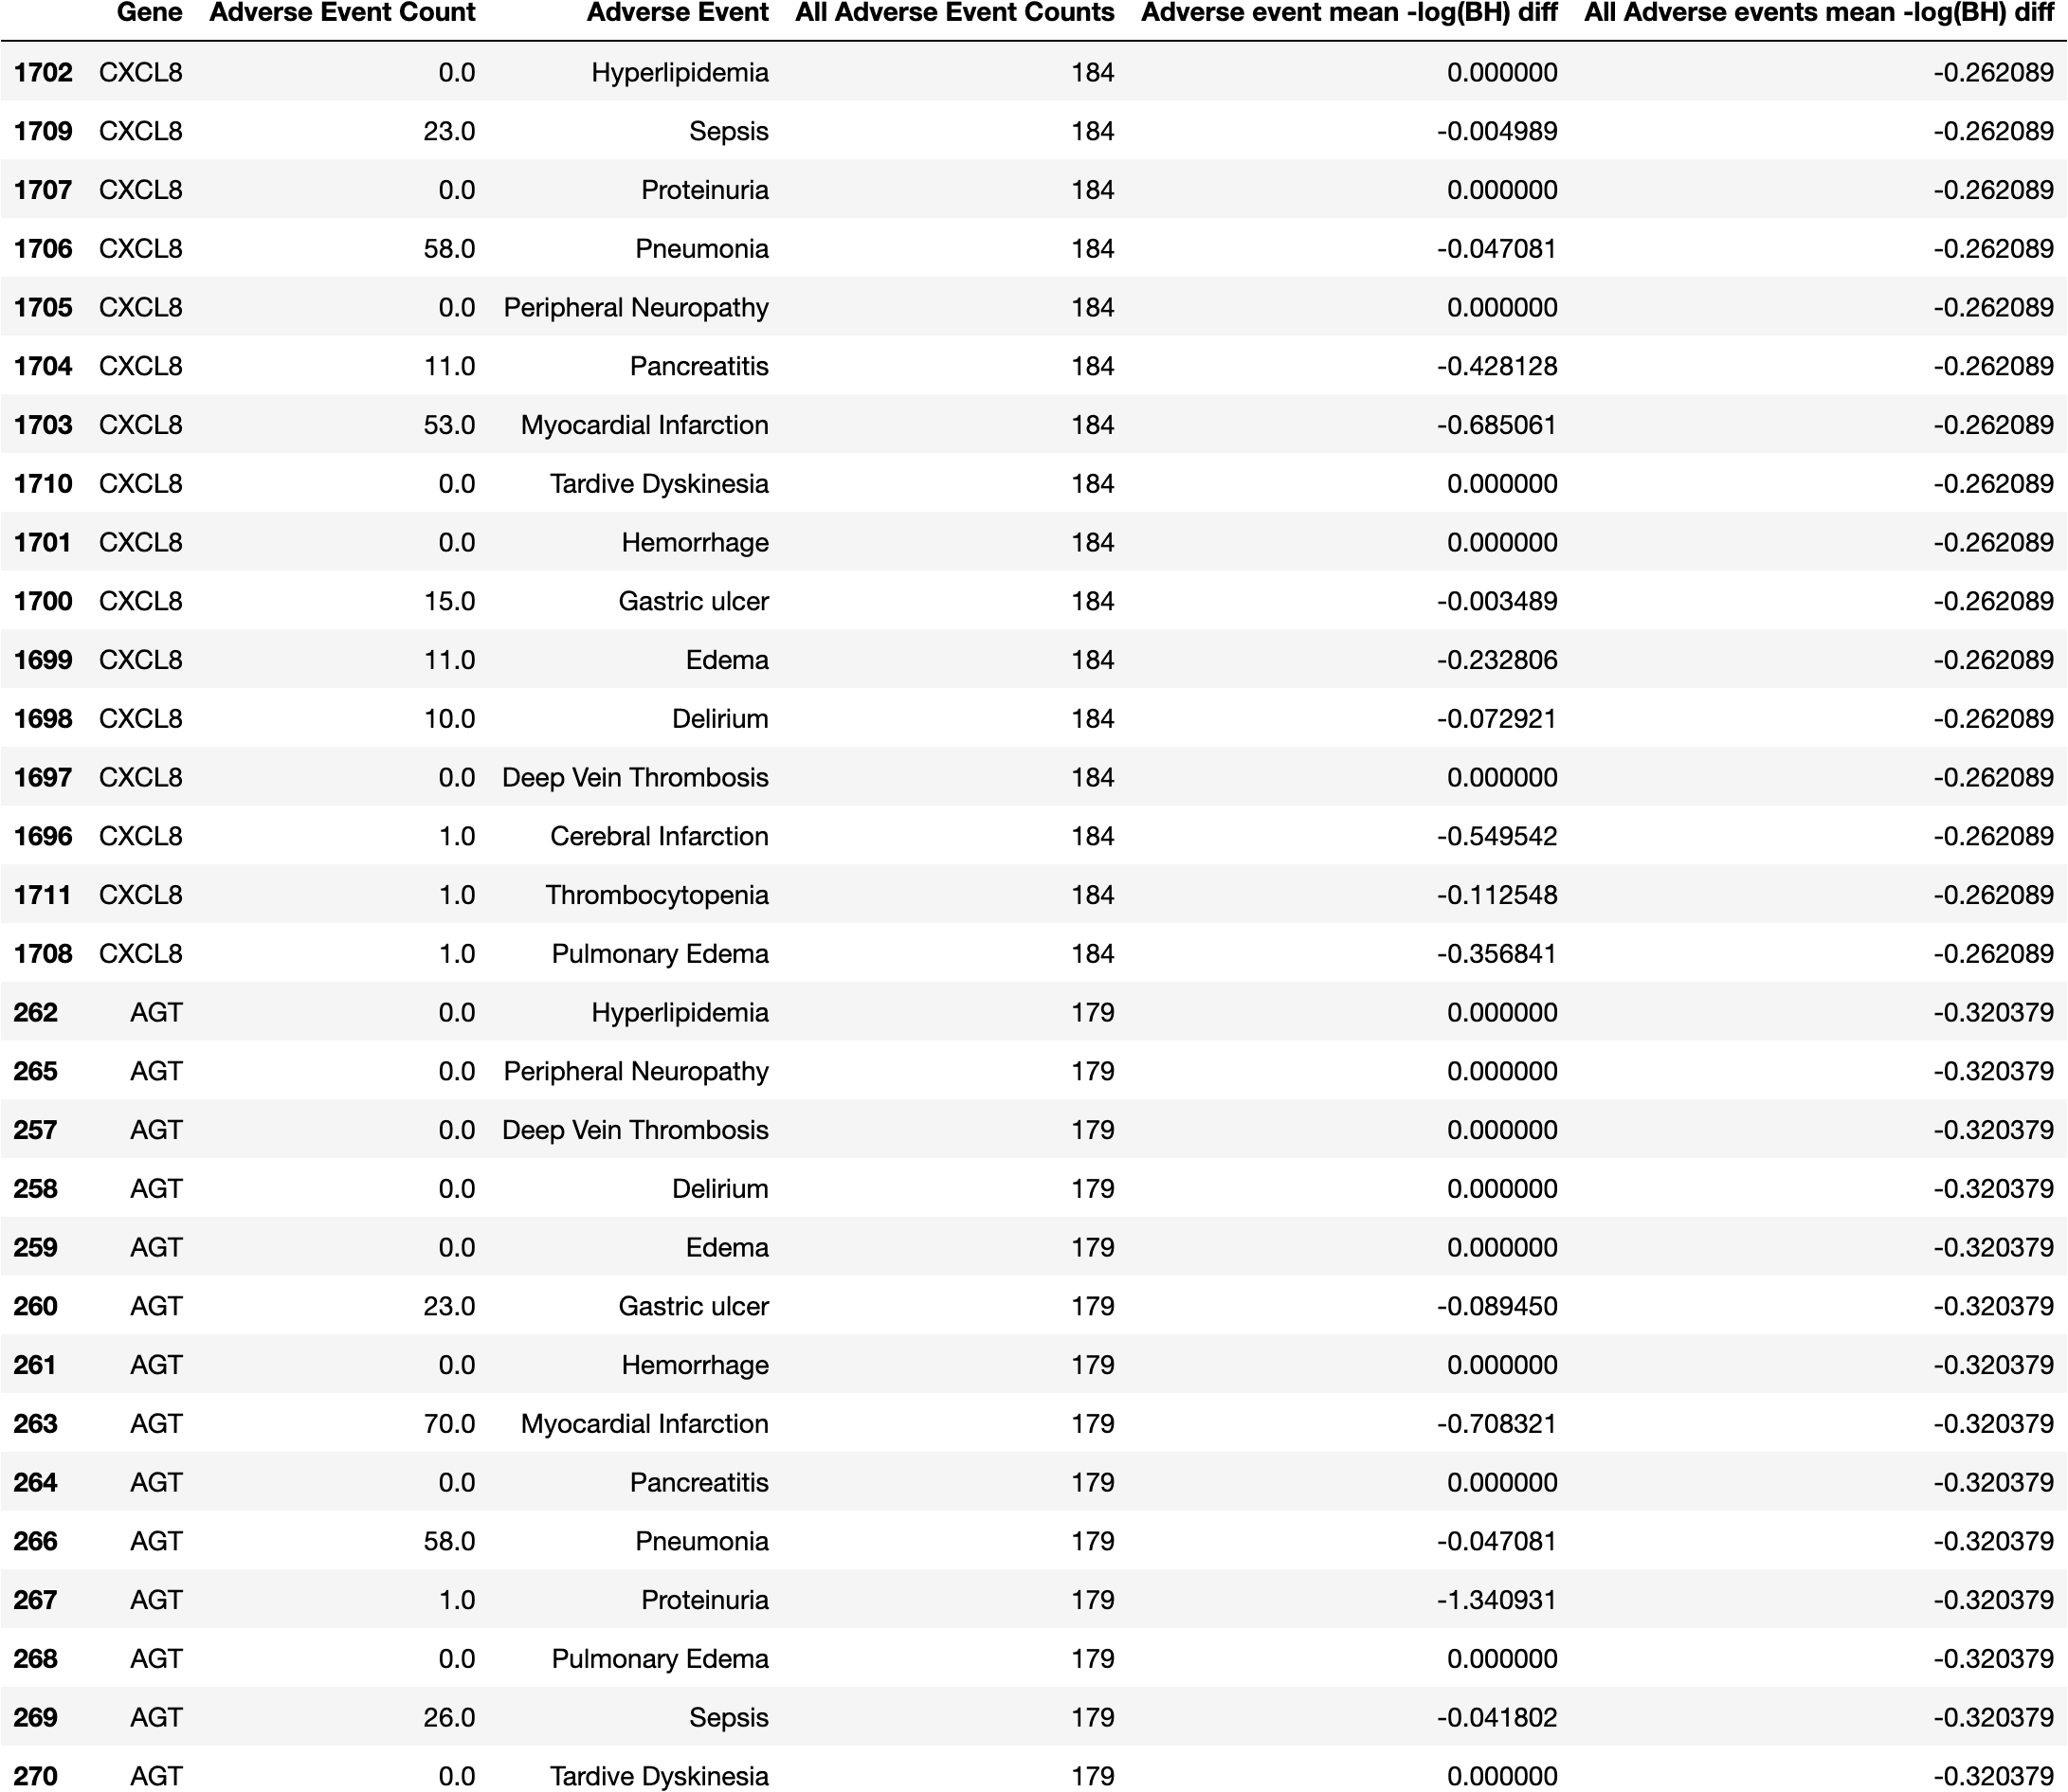 Gene Adverse Event Count Adverse Event All Adverse Event Counts Adverse event mean -log(BH) diff All Adverse events mean -log(BH) diff
1702 CXCL8 0.0 Hyperlipidemia 184 0.000000 -0.262089
1709 CXCL8 23.0 Sepsis 184 -0.004989 -0.262089
1707 CXCL8 0.0 Proteinuria 184 0.000000 -0.262089
1706 CXCL8 58.0 Pneumonia 184 -0.047081 -0.262089
1705 CXCL8 0.0 Peripheral Neuropathy 184 0.000000 -0.262089
1704 CXCL8 11.0 Pancreatitis 184 -0.428128 -0.262089
1703 CXCL8 53.0 Myocardial Infarction 184 -0.685061 -0.262089
1710 CXCL8 0.0 Tardive Dyskinesia 184 0.000000 -0.262089
1701 CXCL8 0.0 Hemorrhage 184 0.000000 -0.262089
1700 CXCL8 15.0 Gastric ulcer 184 -0.003489 -0.262089
1699 CXCL8 11.0 Edema 184 -0.232806 -0.262089
1698 CXCL8 10.0 Delirium 184 -0.072921 -0.262089
1697 CXCL8 0.0 Deep Vein Thrombosis 184 0.000000 -0.262089
1696 CXCL8 1.0 Cerebral Infarction 184 -0.549542 -0.262089
1711 CXCL8 1.0 Thrombocytopenia 184 -0.112548 -0.262089
1708 CXCL8 1.0 Pulmonary Edema 184 -0.356841 -0.262089
262 AGT 0.0 Hyperlipidemia 179 0.000000 -0.320379
265 AGT 0.0 Peripheral Neuropathy 179 0.000000 -0.320379
257 AGT 0.0 Deep Vein Thrombosis 179 0.000000 -0.320379
258 AGT 0.0 Delirium 179 0.000000 -0.320379
259 AGT 0.0 Edema 179 0.000000 -0.320379
260 AGT 23.0 Gastric ulcer 179 -0.089450 -0.320379
261 AGT 0.0 Hemorrhage 179 0.000000 -0.320379
263 AGT 70.0 Myocardial Infarction 179 -0.708321 -0.320379
264 AGT 0.0 Pancreatitis 179 0.000000 -0.320379
266 AGT 58.0 Pneumonia 179 -0.047081 -0.320379
267 AGT 1.0 Proteinuria 179 -1.340931 -0.320379
268 AGT 0.0 Pulmonary Edema 179 0.000000 -0.320379
269 AGT 26.0 Sepsis 179 -0.041802 -0.320379
270 AGT 0.0 Tardive Dyskinesia 179 0.000000 -0.320379